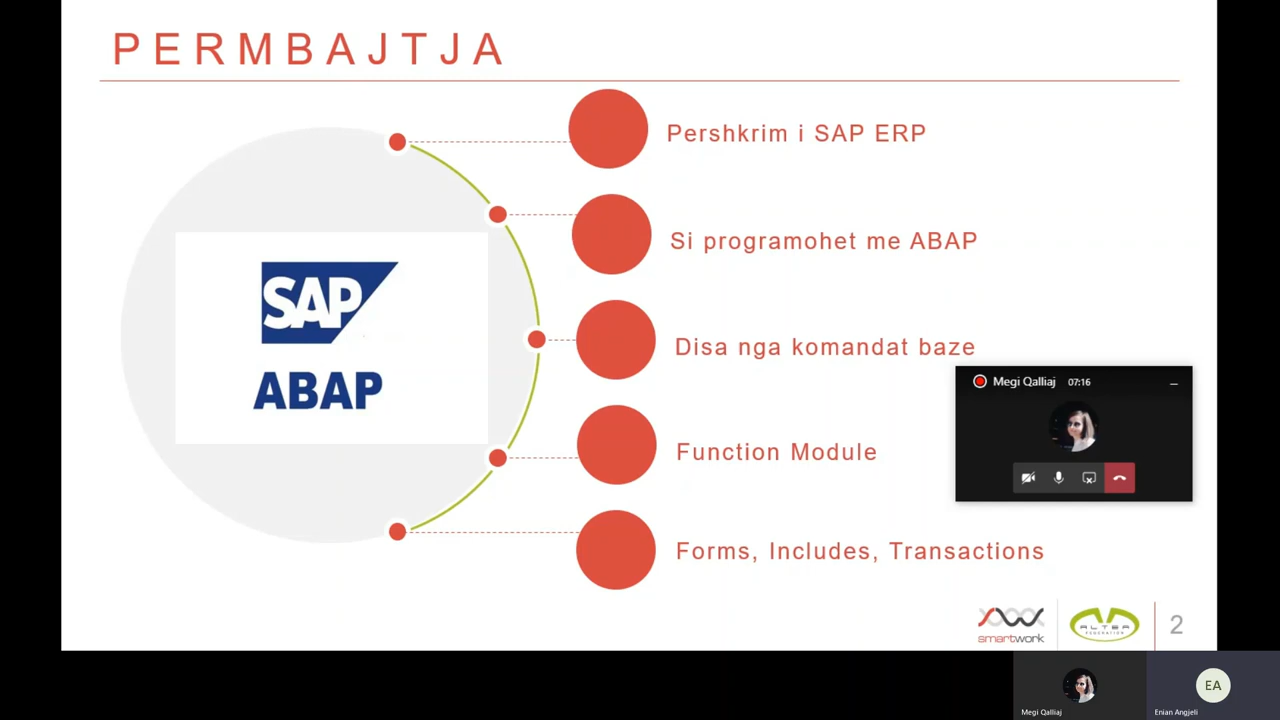 PERMBAJTJA
Pershkrim i SAP ERP
Si programohet me ABAP
SAP
ABAP
Disa nga komandat baze
Megi Qalliaj 07:16
Function Module
Forms, Includes, Transactions
smartwork
ALTEA
FEDERATION
2
EA
Megi Qalliaj
Enian Angjeli